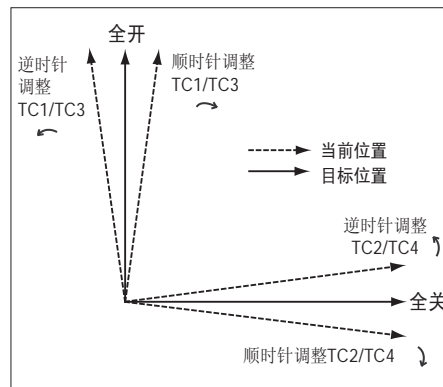 全开
逆时针
调整
TC1/TC3
顺时针调整
TC1/TC3
当前位置
目标位置
逆时针调整
TC2/TC4
全关
顺时针调整TC2/TC4